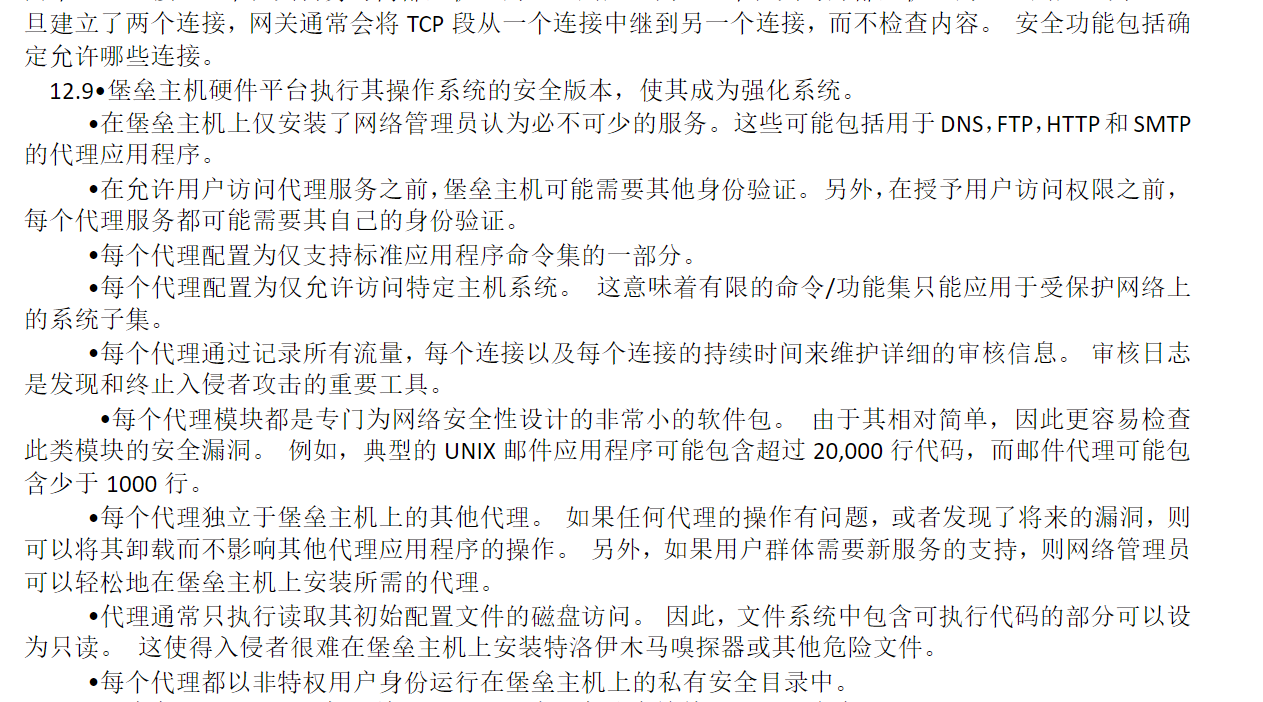 旦建立了两个连接，网关通常会将 TCP 段从一个连接中继到另一个连接，而不检查内容。 安全功能包括确
定允许哪些连接。
12.9•堡垒主机硬件平台执行其操作系统的安全版本，使其成为强化系统。
•在堡垒主机上仅安装了网络管理员认为必不可少的服务。这些可能包括用于 DNS，FTP，HTTP 和 SMTP
的代理应用程序。
•在允许用户访问代理服务之前，堡垒主机可能需要其他身份验证。另外，在授予用户访问权限之前，
每个代理服务都可能需要其自己的身份验证。
•每个代理配置为仅支持标准应用程序命令集的一部分。
•每个代理配置为仅允许访问特定主机系统。 这意味着有限的命令/功能集只能应用于受保护网络上
的系统子集。
•每个代理通过记录所有流量，每个连接以及每个连接的持续时间来维护详细的审核信息。 审核日志
是发现和终止入侵者攻击的重要工具。
•每个代理模块都是专门为网络安全性设计的非常小的软件包。 由于其相对简单，因此更容易检查
此类模块的安全漏洞。 例如，典型的 UNIX 邮件应用程序可能包含超过 20,000 行代码，而邮件代理可能包
含少于 1000 行。
•每个代理独立于堡垒主机上的其他代理。 如果任何代理的操作有问题，或者发现了将来的漏洞，则
可以将其卸载而不影响其他代理应用程序的操作。 另外，如果用户群体需要新服务的支持，则网络管理员
可以轻松地在堡垒主机上安装所需的代理。
•代理通常只执行读取其初始配置文件的磁盘访问。 因此，文件系统中包含可执行代码的部分可以设
为只读。 这使得入侵者很难在堡垒主机上安装特洛伊木马嗅探器或其他危险文件。
•每个代理都以非特权用户身份运行在堡垒主机上的私有安全目录中。